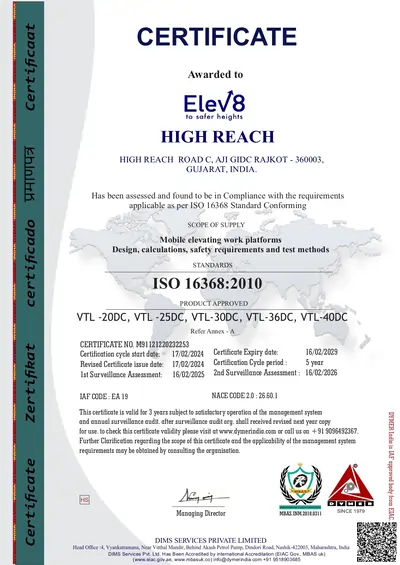 CERTIFICATE
Awarded to
Elev8
to safer heights
HIGH REACH
HIGH REACH ROAD C, AJI GIDC RAJKOT - 360003,
GUJARAT, INDIA.
Has been assessed and found to be in Compliance with the requirements
applicable as per ISO 16368 Standard Conforming
SCOPE OF SUPPLY
Mobile elevating work platforms
Design, calculations, safety requirements and test methods
STANDARDS
ISO 16368:2010
PRODUCT APPROVED
VTL -20DC, VTL -25DC, VTL-30DC, VTL-36DC, VTL-40DC
Refer Annex - A
CERTIFICATE NO. M91121220232253
Certification cycle start date: 17/02/2024
Certificate Expiry date: 16/02/2029
Revised Certificate issue date: 17/02/2024
Certification Cycle period : 5 year
1st Surveillance Assessment: 16/02/2025
2nd Surveillance Assessment : 16/02/2026
IAF CODE : EA 19
NACE CODE 2.0 : 26.60.1
This certificate is valid for 3 years subject to satisfactory operation of the management system
and annual surveillance audit. after surveillance audit org. shall received revised next year copy
for use. to check this certificate validity please visit at www.dymerindia.com or call us on +91 9096492367.
Further Clarification regarding the scope of this certificate and the applicability of the management system
requirements may be obtained by consulting the organisation.
HS
Managing Director
MBAS INM.2018.0311
DYMER
SINCE 1979
DIMS SERVICES PRIVATE LIMITED
Head Office :4, Vyankatramana, Near Vitthal Mandir, Behind Akash Petrol Pump, Dindori Road, Nashik-422003, Maharashtra, India
DIMS Services Pvt. Ltd. Has Been Accredited by International Accreditation (EIAC Gov., MBAS uk)
(www.eiac.gov.ae, www.mbasuk.co) info@dymerindia.com +91 9016903485
Certificate Zertifikat certificado प्रमाणपत्र Certificaat
DYMER India is IAF approved body from EIAC